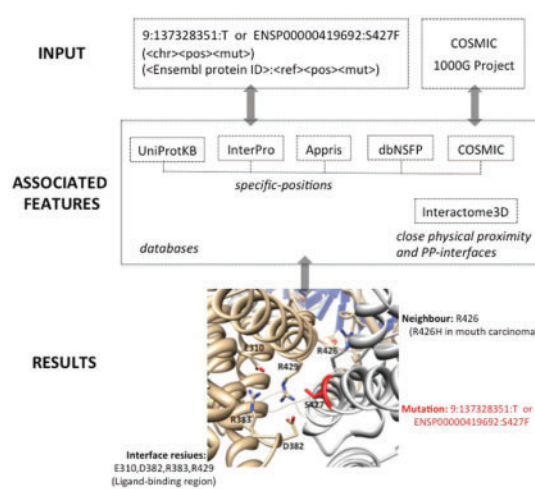 INPUT
9:137328351:T or ENSP00000419692:S427F
(<chr><pos><mut>)
(<Ensembl protein ID>:<ref><pos><mut>)
COSMIC
1000G Project
ASSOCIATED
FEATURES
UniProtKB
InterPro
Appris
dbNSFP
COSMIC
specific-positions
Interactome3D
databases
close physical proximity
and PP-interfaces
RESULTS
E310
R429
R426
S427
R383
D382
Neighbour: R426
(R426H in mouth carcinoma)
Mutation: 9:137328351:T or
ENSP00000419692:S427F
Interface resiues:
E310,D382,R383,R429
(Ligand-binding region)